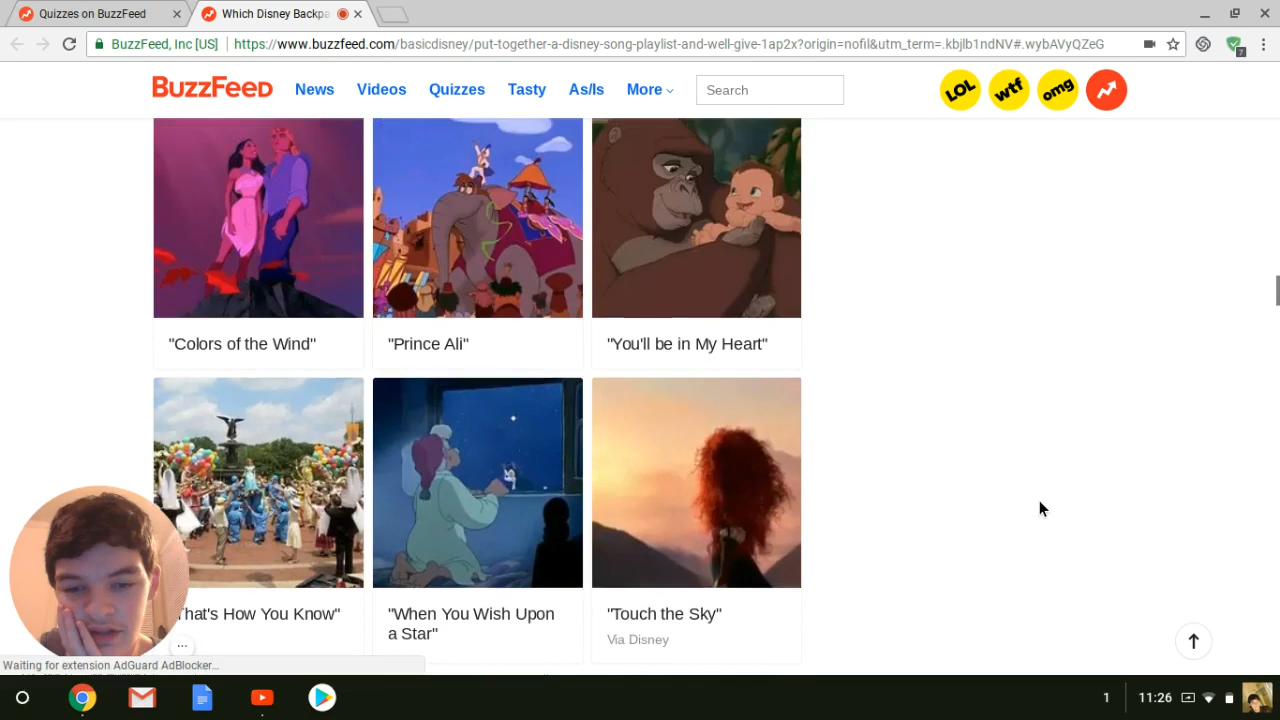 Quizzes on BuzzFeed
Which Disney Backpa
BuzzFeed, Inc [US]
https://www.buzzfeed.com/basicdisney/put-together-a-disney-song-playlist-and-well-give-1ap2x?origin=nofil&utm_term=.kbjlb1ndNV#.wybAVyQZeG
7
BuzzFeed
News
Videos
Quizzes
Tasty
As/Is
More
Search
LOL
wtf
omg
"Colors of the Wind"
"Prince Ali"
"You'll be in My Heart"
That's How You Know"
"When You Wish Upon
a Star"
"Touch the Sky"
Via Disney
...
Waiting for extension AdGuard AdBlocker...
1
11:26